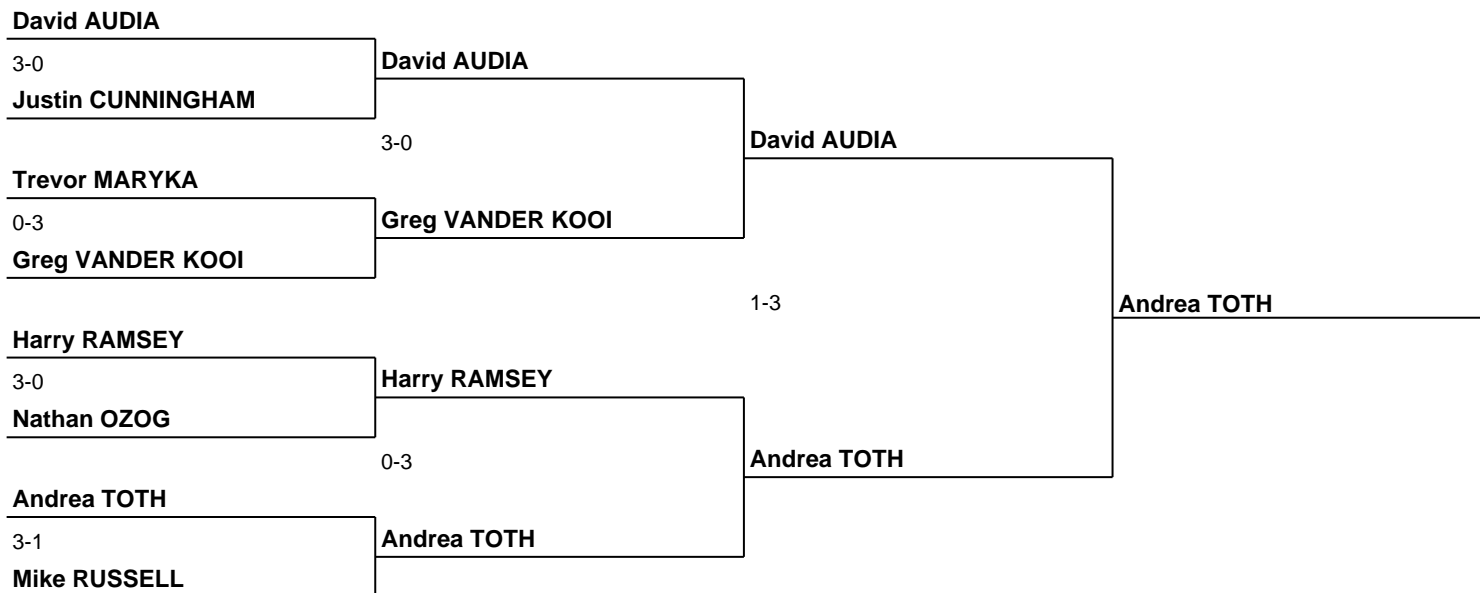 David AUDIA
3-0
Justin CUNNINGHAM
Trevor MARYKA
0-3
Greg VANDER KOOI
Harry RAMSEY
3-0
Nathan OZOG
Andrea TOTH
3-1
Mike RUSSELL
David AUDIA
3-0
Greg VANDER KOOI
Harry RAMSEY
0-3
Andrea TOTH
David AUDIA
1-3
Andrea TOTH
Andrea TOTH